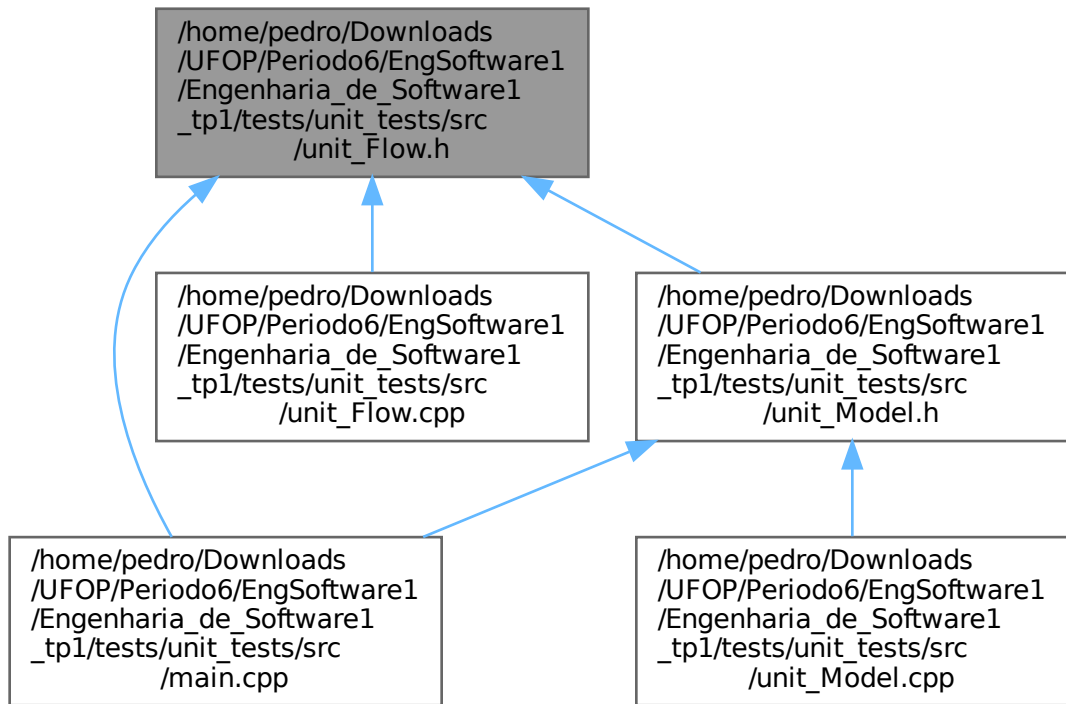 /home/pedro/Downloads
/UFOP/Periodo6/EngSoftware1
/Engenharia_de_Software1
_tp1/tests/unit_tests/src
/unit_Flow.h
/home/pedro/Downloads
/UFOP/Periodo6/EngSoftware1
/Engenharia_de_Software1
_tp1/tests/unit_tests/src
/unit_Flow.cpp
/home/pedro/Downloads
/UFOP/Periodo6/EngSoftware1
/Engenharia_de_Software1
_tp1/tests/unit_tests/src
/unit_Model.h
/home/pedro/Downloads
/UFOP/Periodo6/EngSoftware1
/Engenharia_de_Software1
_tp1/tests/unit_tests/src
/main.cpp
/home/pedro/Downloads
/UFOP/Periodo6/EngSoftware1
/Engenharia_de_Software1
_tp1/tests/unit_tests/src
/unit_Model.cpp